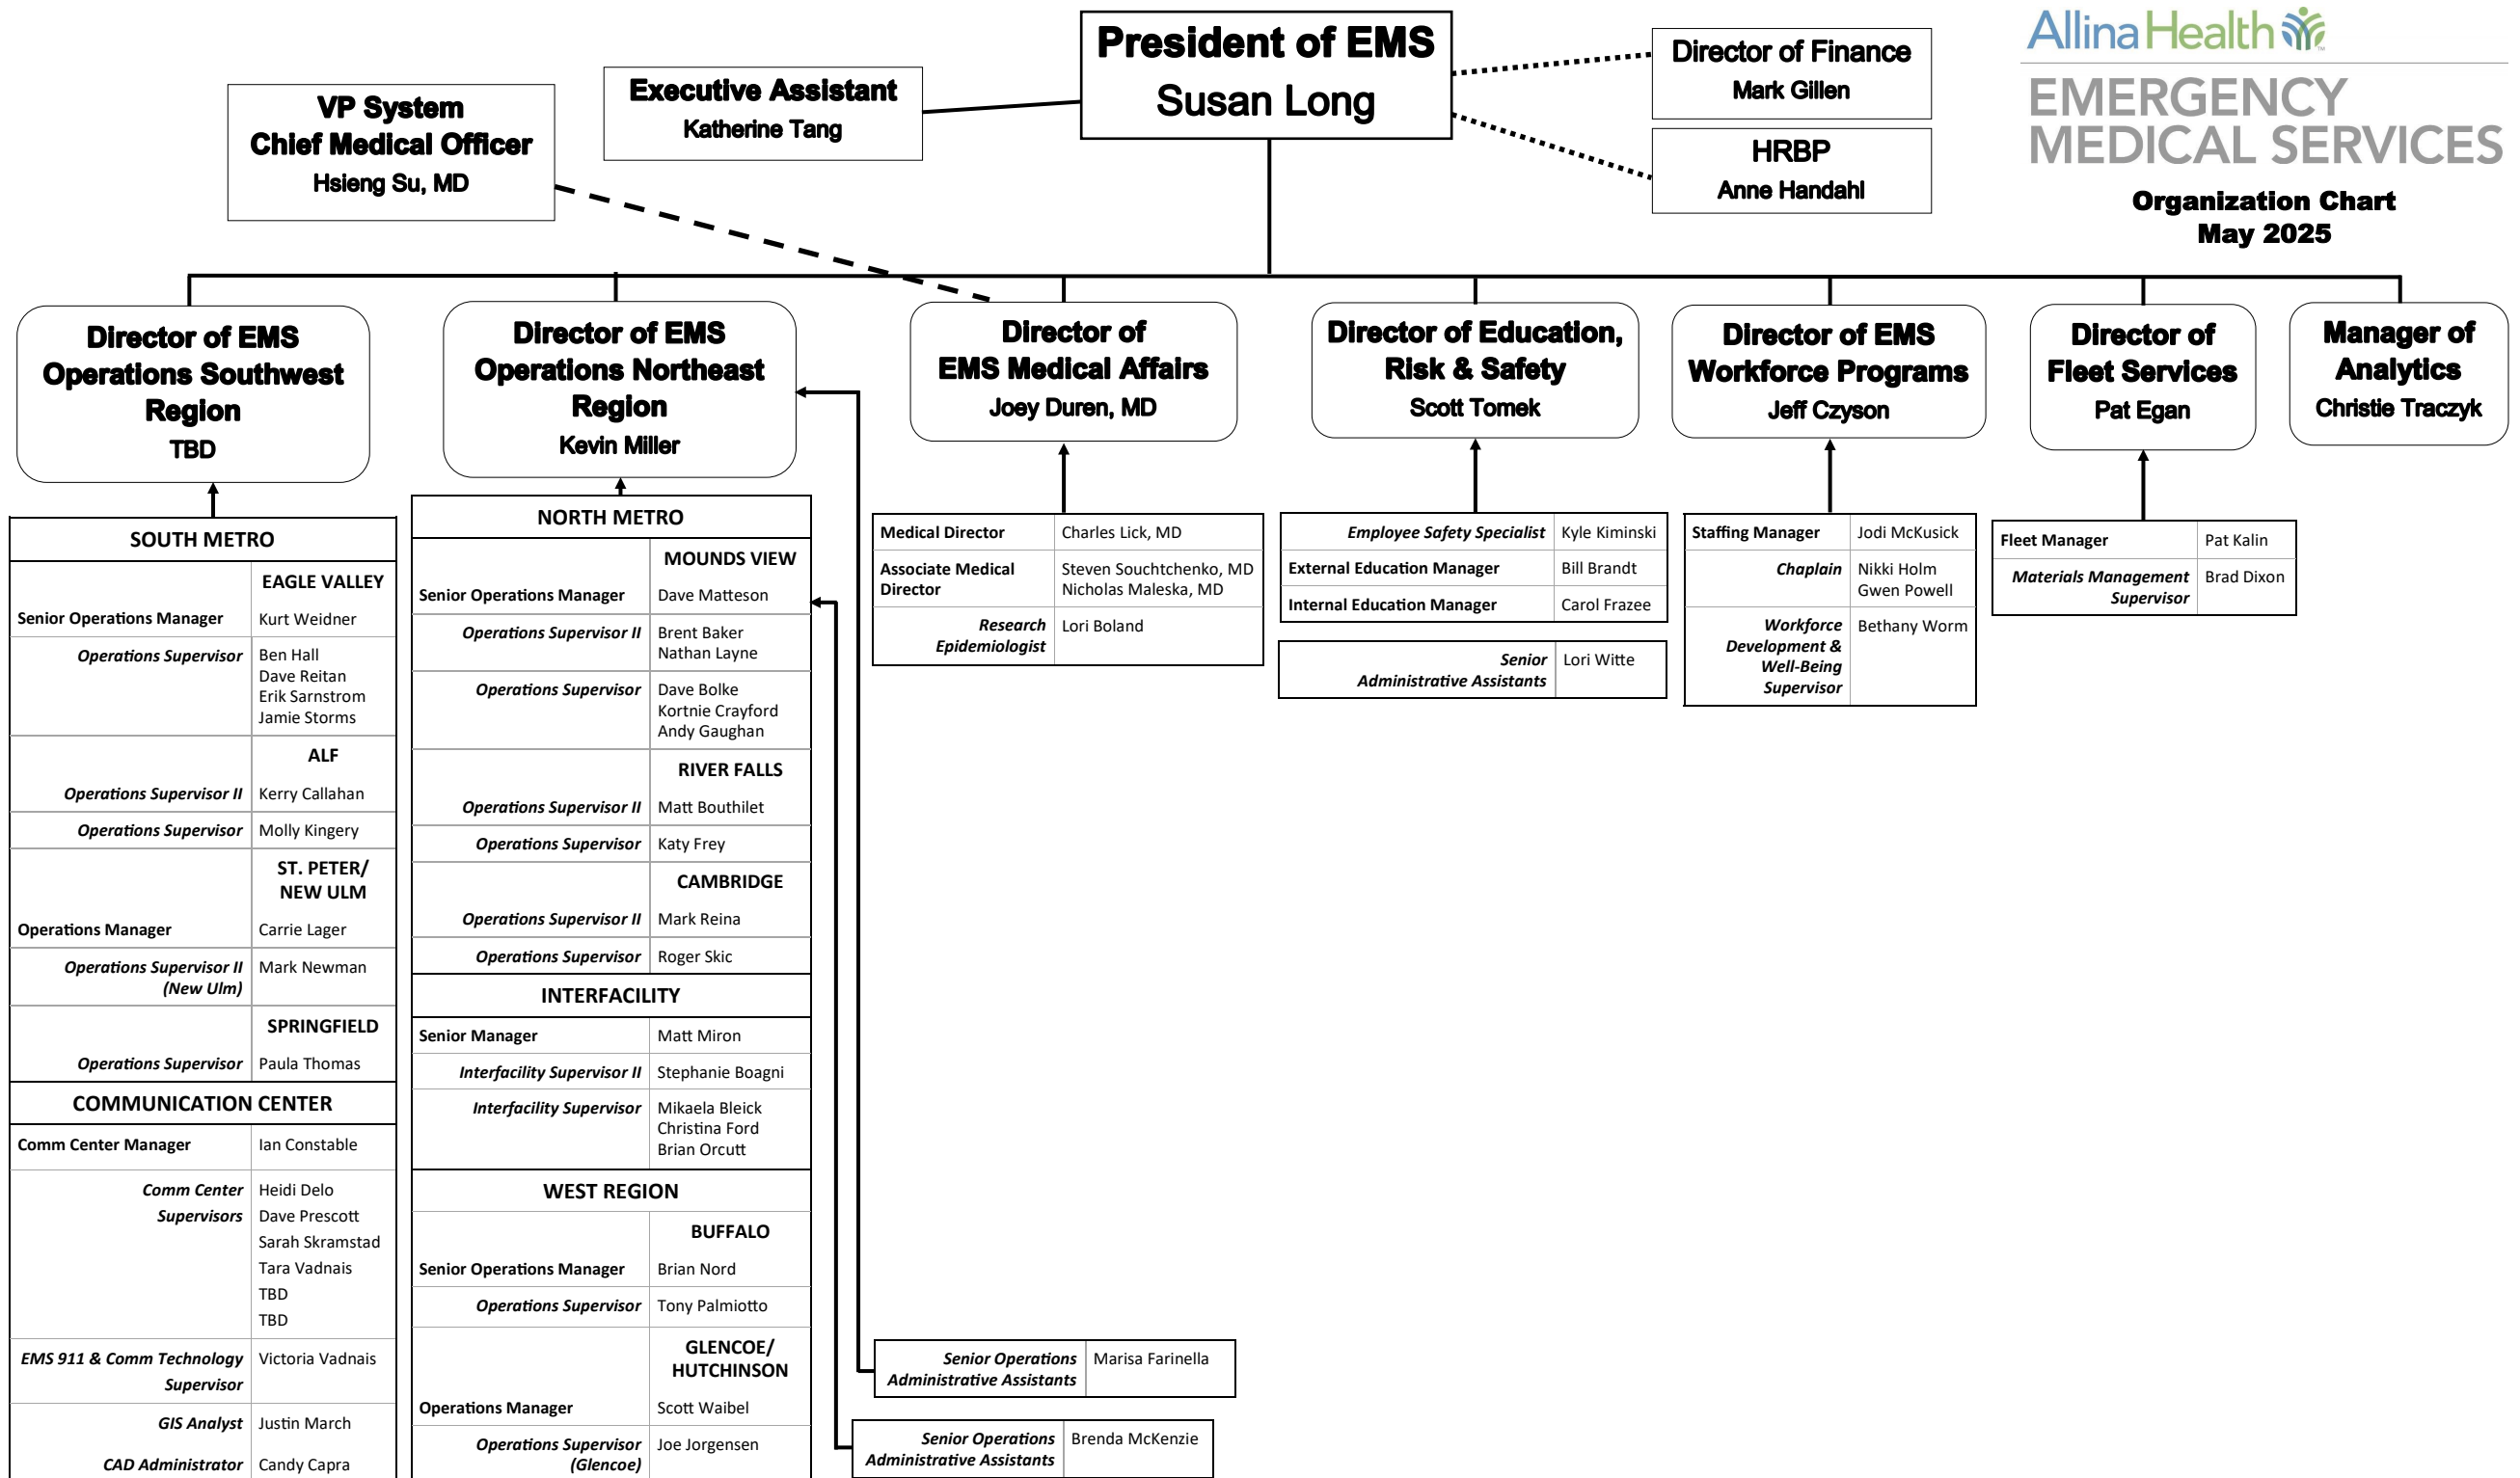 President of EMS
Susan Long
Executive Assistant
Katherine Tang
VP System
Chief Medical Officer
Hsieng Su, MD
Director of Finance
Mark Gillen
HRBP
Anne Handahl
AllinaHealth
EMERGENCY
MEDICAL SERVICES
Organization Chart
May 2025
Director of EMS
Operations Southwest
Region
TBD
Director of EMS
Operations Northeast
Region
Kevin Miller
Director of
EMS Medical Affairs
Joey Duren, MD
Director of Education,
Risk & Safety
Scott Tomek
Director of EMS
Workforce Programs
Jeff Czyson
Director of
Fleet Services
Pat Egan
Manager of
Analytics
Christie Traczyk
SOUTH METRO
EAGLE VALLEY
Senior Operations Manager Kurt Weidner
Operations Supervisor Ben Hall
Dave Reitan
Erik Sarnstrom
Jamie Storms
ALF
Operations Supervisor II Kerry Callahan
Operations Supervisor Molly Kingery
ST. PETER/
NEW ULM
Operations Manager Carrie Lager
Operations Supervisor II Mark Newman
(New Ulm)
SPRINGFIELD
Operations Supervisor Paula Thomas
COMMUNICATION CENTER
Comm Center Manager Ian Constable
Comm Center Heidi Delo
Supervisors Dave Prescott
Sarah Skramstad
Tara Vadnais
TBD
TBD
EMS 911 & Comm Technology Victoria Vadnais
Supervisor
GIS Analyst Justin March
CAD Administrator Candy Capra
NORTH METRO
MOUNDS VIEW
Senior Operations Manager Dave Matteson
Operations Supervisor II Brent Baker
Nathan Layne
Operations Supervisor Dave Bolke
Kortnie Crayford
Andy Gaughan
RIVER FALLS
Operations Supervisor II Matt Bouthilet
Operations Supervisor Katy Frey
CAMBRIDGE
Operations Supervisor II Mark Reina
Operations Supervisor Roger Skic
INTERFACILITY
Senior Manager Matt Miron
Interfacility Supervisor II Stephanie Boagni
Interfacility Supervisor Mikaela Bleick
Christina Ford
Brian Orcutt
WEST REGION
BUFFALO
Senior Operations Manager Brian Nord
Operations Supervisor Tony Palmiotto
GLENCOE/
HUTCHINSON
Operations Manager Scott Waibel
Operations Supervisor Joe Jorgensen
(Glencoe)
Medical Director Charles Lick, MD
Associate Medical Steven Souchtchenko, MD
Director Nicholas Maleska, MD
Research Lori Boland
Epidemiologist
Employee Safety Specialist Kyle Kiminski
External Education Manager Bill Brandt
Internal Education Manager Carol Frazee
Senior Lori Witte
Administrative Assistants
Staffing Manager Jodi McKusick
Chaplain Nikki Holm
Gwen Powell
Workforce Bethany Worm
Development &
Well-Being
Supervisor
Fleet Manager Pat Kalin
Materials Management Brad Dixon
Supervisor
Senior Operations Marisa Farinella
Administrative Assistants
Senior Operations Brenda McKenzie
Administrative Assistants